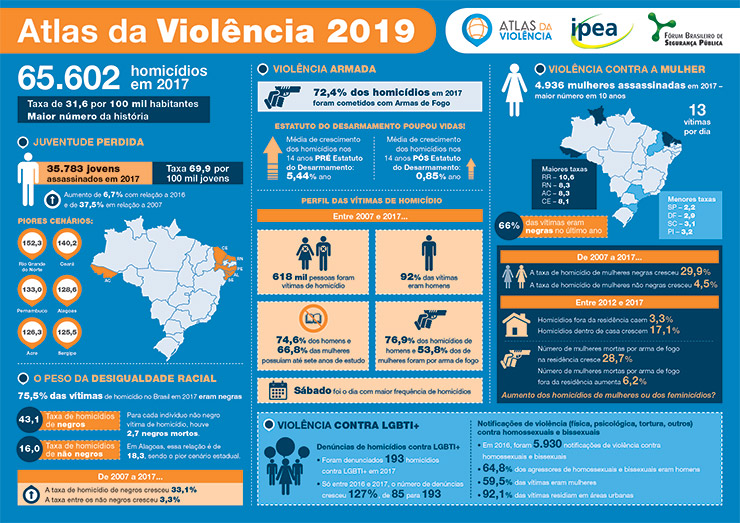 Atlas da Violência 2019
ATLAS DA
VIOLÊNCIA
ipea
FÓRUM BRASILEIRO DE
SEGURANÇA PÚBLICA
65.602 homicídios
em 2017
Taxa de 31,6 por 100 mil habitantes
Maior número da história
JUVENTUDE PERDIDA
35.783 jovens
assassinados em 2017
Taxa 69,9 por
100 mil jovens
Aumento de 6,7% com relação a 2016
e de 37,5% em relação a 2007
PIORES CENÁRIOS:
152,3
Rio Grande
do Norte
140,2
Ceará
133,0
Pernambuco
128,6
Alagoas
126,3
Acre
125,5
Sergipe
CE
RN
PE
AL
SE
AC
O PESO DA DESIGUALDADE RACIAL
75,5% das vítimas de homicídio no Brasil em 2017 eram negras
43,1
Taxa de homicídios
de negros
16,0
Taxa de homicídios
de não negros
Para cada indivíduo não negro
vítima de homicídio, houve
2,7 negros mortos.
Em Alagoas, essa relação é de
18,3, sendo o pior cenário estadual.
De 2007 a 2017...
A taxa de homicídio de negros cresceu 33,1%
A taxa entre os não negros cresceu 3,3%
VIOLÊNCIA ARMADA
72,4% dos homicídios em 2017
foram cometidos com Armas de Fogo
ESTATUTO DO DESARMAMENTO POUPOU VIDAS!
Média de crescimento
dos homicídios nos
14 anos PRÉ Estatuto
do Desarmamento:
5,44% ano
Média de crescimento
dos homicídios nos
14 anos PÓS Estatuto
do Desarmamento:
0,85% ano
PERFIL DAS VÍTIMAS DE HOMICÍDIO
Entre 2007 e 2017...
618 mil pessoas foram
vítimas de homicídio
92% das vítimas
eram homens
74,6% dos homens e
66,8% das mulheres
possuíam até sete anos de estudo
76,9% dos homicídios de
homens e 53,8% dos de
mulheres foram por arma de fogo
Sábado foi o dia com maior frequência de homicídios
VIOLÊNCIA CONTRA A MULHER
4.936 mulheres assassinadas em 2017 –
maior número em 10 anos
13
vítimas
por dia
Maiores taxas
RR – 10,6
RN – 8,3
AC – 8,3
CE – 8,1
Menores taxas
SP – 2,2
DF – 2,9
SC – 3,1
PI – 3,2
66%
das vítimas eram
negras no último ano
De 2007 a 2017...
A taxa de homicídio de mulheres negras cresceu 29,9%
A taxa de homicídio de mulheres não negras cresceu 4,5%
Entre 2012 e 2017
Homicídios fora da residência caem 3,3%
Homicídios dentro de casa crescem 17,1%
Número de mulheres mortas por arma de fogo
na residência cresce 28,7%
Número de mulheres mortas por arma de fogo
fora da residência aumenta 6,2%
Aumento dos homicídios de mulheres ou dos feminicídios?
VIOLÊNCIA CONTRA LGBTI+
Denúncias de homicídios contra LGBTI+
• Foram denunciados 193 homicídios
contra LGBTI+ em 2017
• Só entre 2016 e 2017, o número de denúncias
cresceu 127%, de 85 para 193
Notificações de violência (física, psicológica, tortura, outros)
contra homossexuais e bissexuais
• Em 2016, foram 5.930 notificações de violência contra
homossexuais e bissexuais
• 64,8% dos agressores de homossexuais e bissexuais eram homens
• 59,5% das vítimas eram mulheres
• 92,1% das vítimas residiam em áreas urbanas